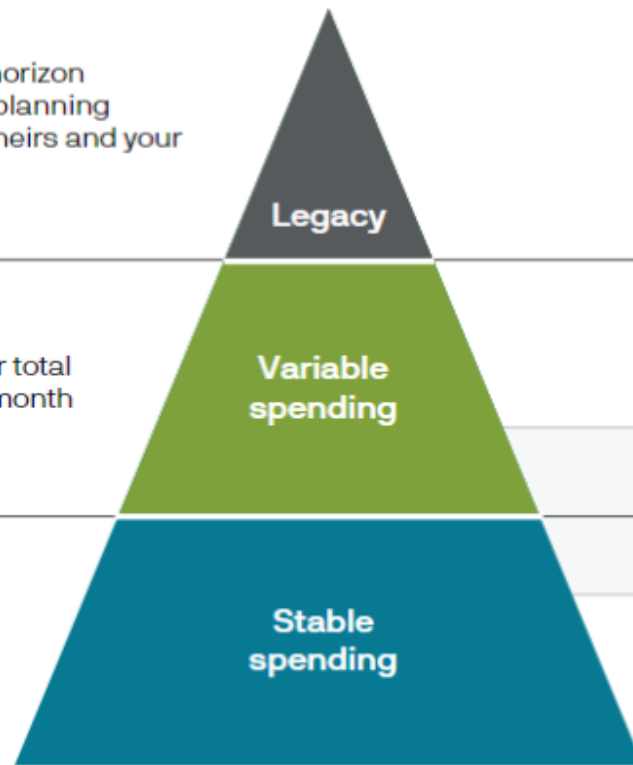 horizon
planning
heirs and your
Legacy
total
month
Variable
spending
Stable
spending